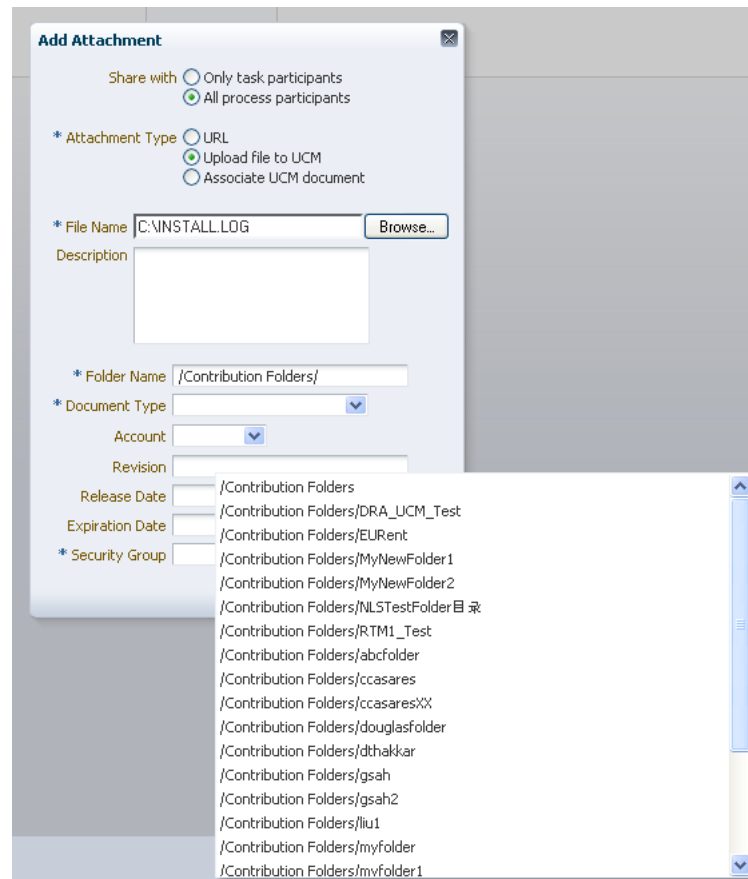 Add Attachment
Share with Only task participants
All process participants
* Attachment Type URL
Upload file to UCM
Associate UCM document
* File Name C:\INSTALL.LOG Browse...
Description
* Folder Name /Contribution Folders/
* Document Type
Account
Revision
Release Date
Expiration Date
* Security Group
/Contribution Folders
/Contribution Folders/DRA_UCM_Test
/Contribution Folders/EURent
/Contribution Folders/MyNewFolder1
/Contribution Folders/MyNewFolder2
/Contribution Folders/NLSTestFolder目录
/Contribution Folders/RTM1_Test
/Contribution Folders/abcfolder
/Contribution Folders/ccasares
/Contribution Folders/ccasaresXX
/Contribution Folders/douglasfolder
/Contribution Folders/dthakkar
/Contribution Folders/gsah
/Contribution Folders/gsah2
/Contribution Folders/liu1
/Contribution Folders/myfolder
/Contribution Folders/myfolder1